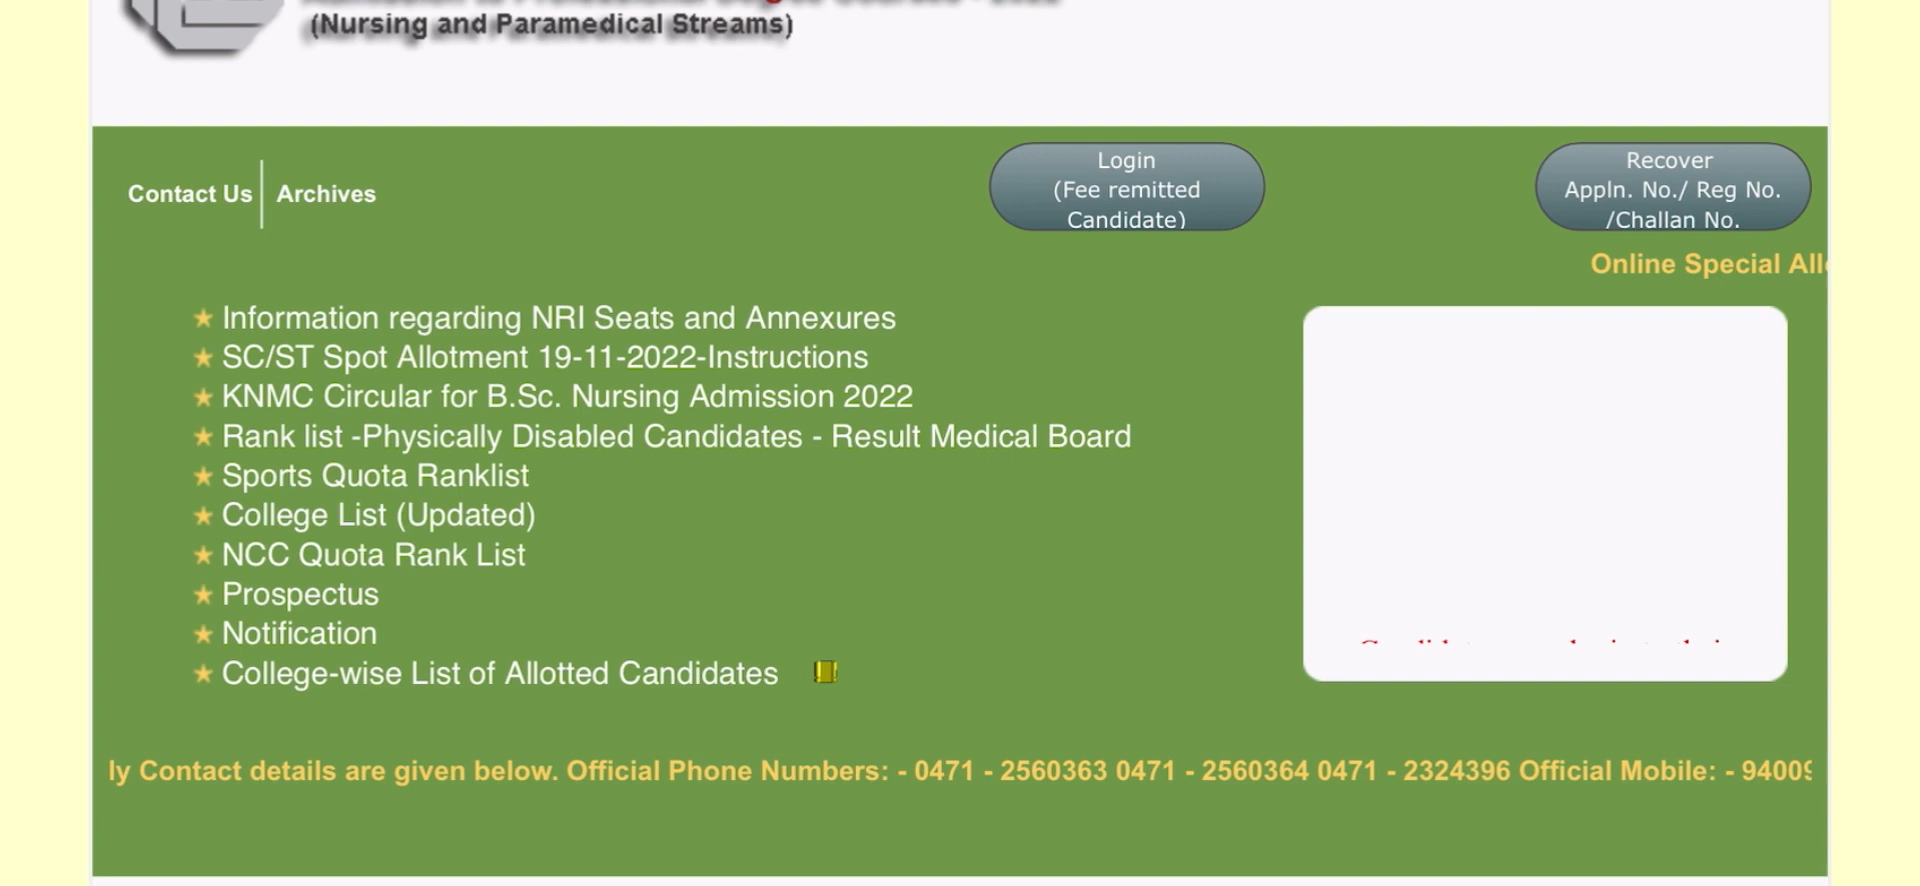 (Nursing and Paramedical Streams)
Contact Us
Archives
Login
(Fee remitted
Candidate)
Recover
Appln. No./ Reg No.
/Challan No.
Online Special
Information regarding NRI Seats and Annexures
SC/ST Spot Allotment 19-11-2022-Instructions
KNMC Circular for B.Sc. Nursing Admission 2022
Rank list -Physically Disabled Candidates - Result Medical Board
Sports Quota Ranklist
College List (Updated)
NCC Quota Rank List
Prospectus
Notification
College-wise List of Allotted Candidates
ly Contact details are given below. Official Phone Numbers: - 0471 - 2560363 0471 - 2560364 0471 - 2324396 Official Mobile: - 9400